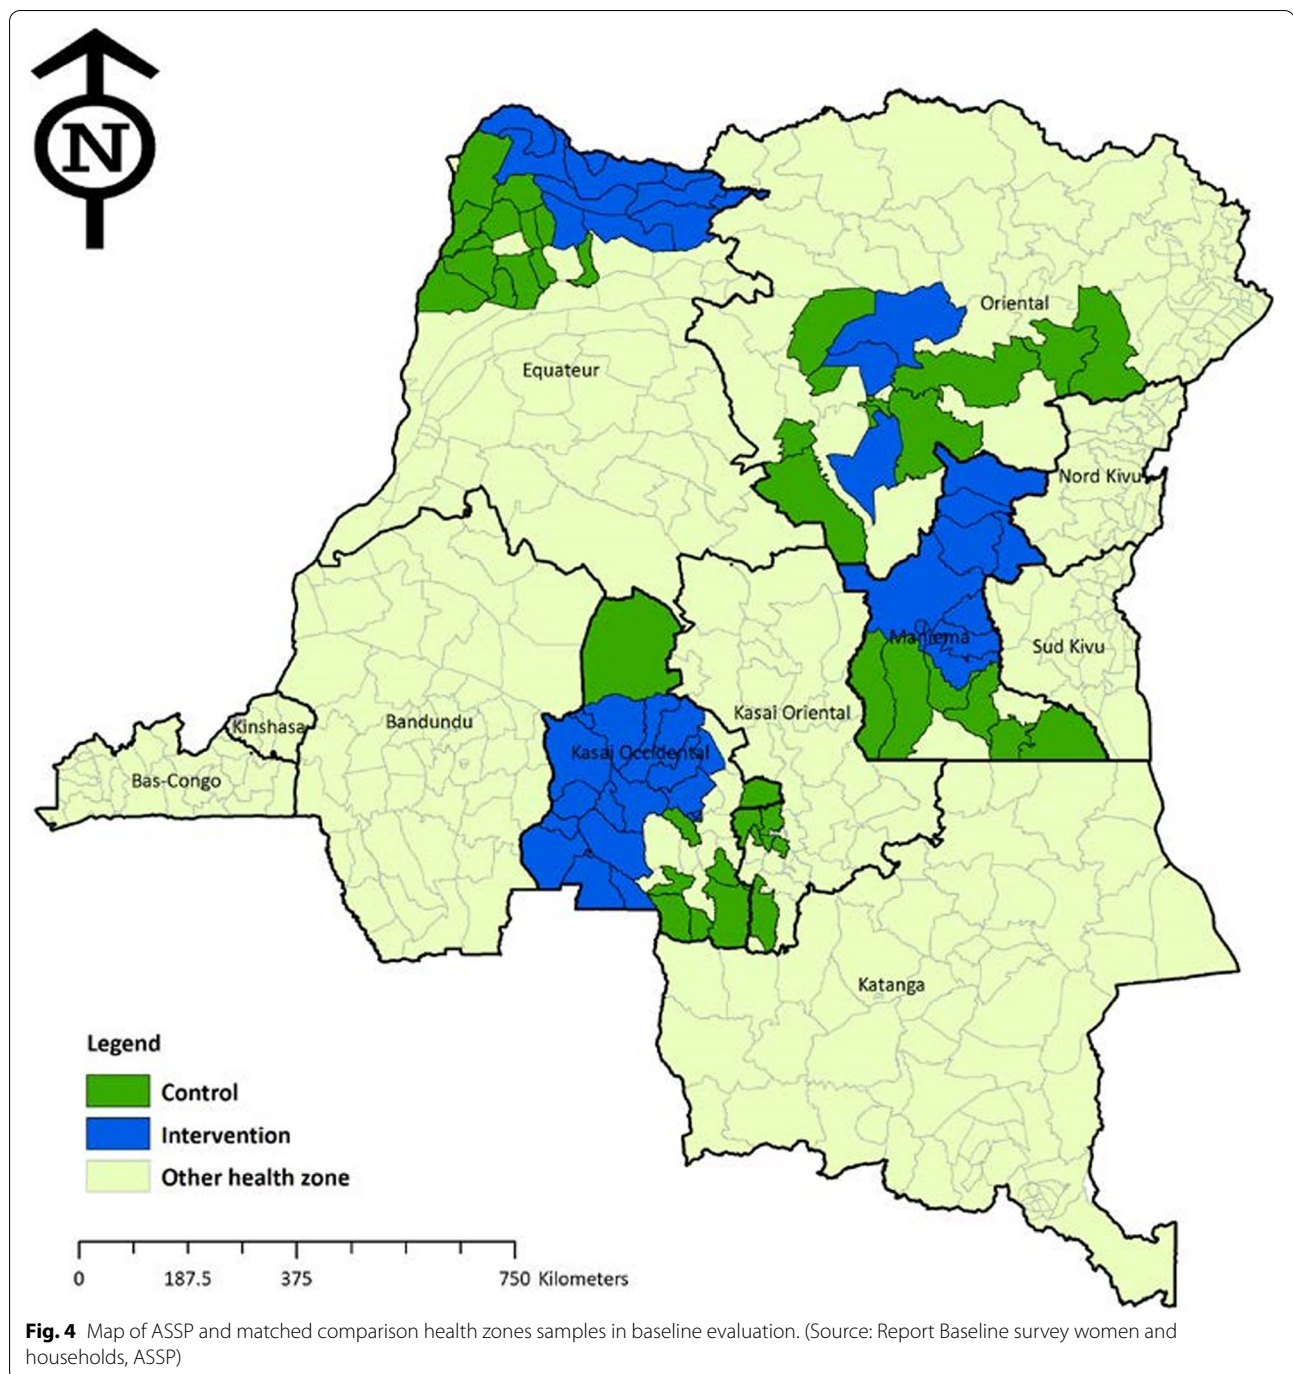 N
Oriental
Equateur
Nord Kivu
Maniema
Sud Kivu
Kasai Oriental
Kinshasa
Bandundu
Kasai Occidental
Bas-Congo
Katanga
Legend
Control
Intervention
Other health zone
0 187.5 375 750 Kilometers
Fig. 4 Map of ASSP and matched comparison health zones samples in baseline evaluation. (Source: Report Baseline survey women and
households, ASSP)